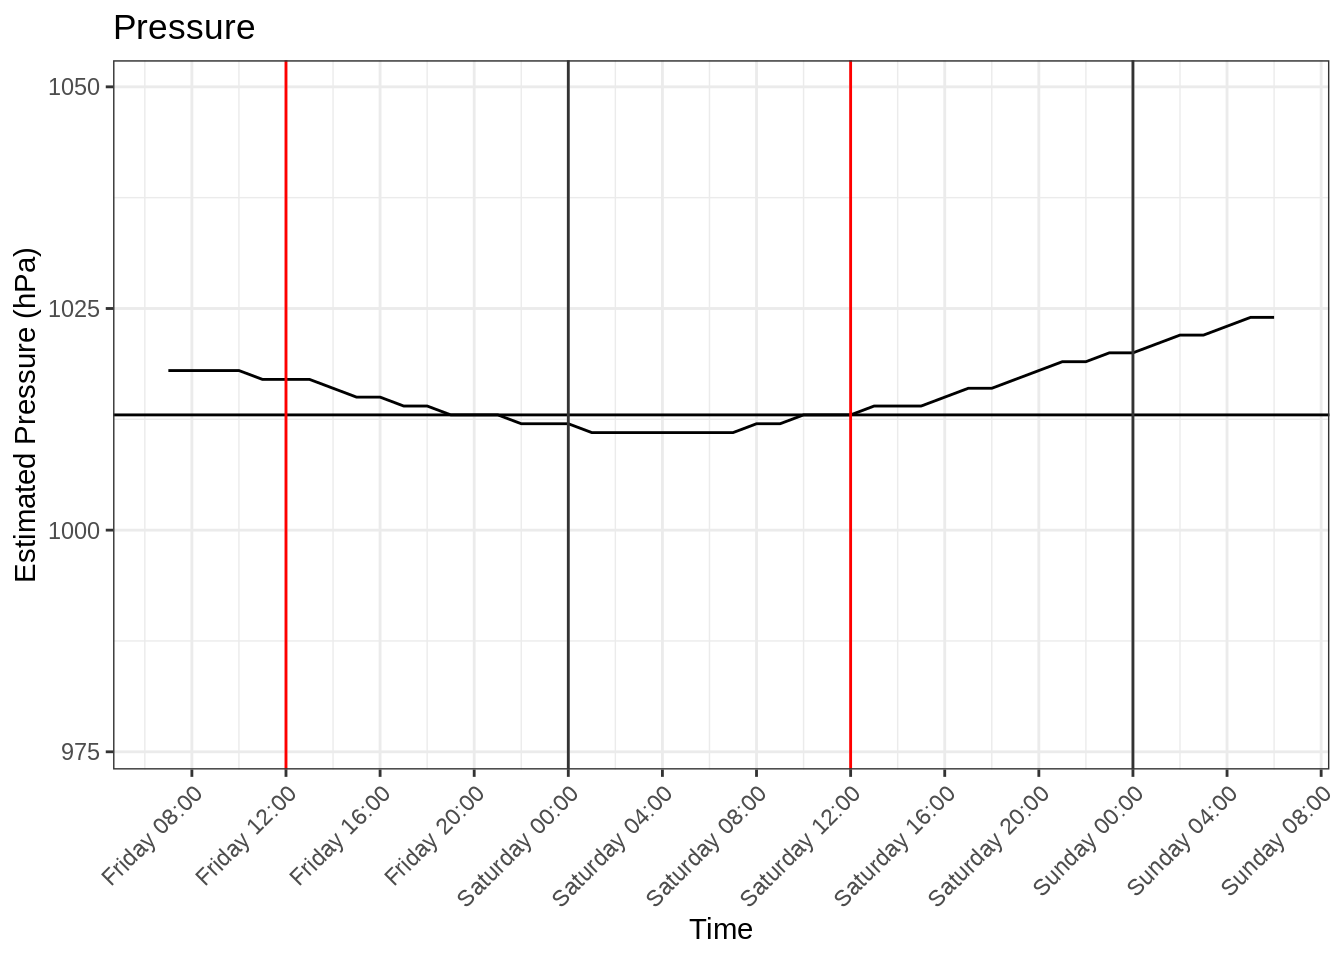 Pressure
Estimated Pressure (hPa)
1050
1025
1000
975
Friday 08:00
Friday 12:00
Friday 16:00
Friday 20:00
Saturday 00:00
Saturday 04:00
Saturday 08:00
Saturday 12:00
Saturday 16:00
Saturday 20:00
Sunday 00:00
Sunday 04:00
Sunday 08:00
Time